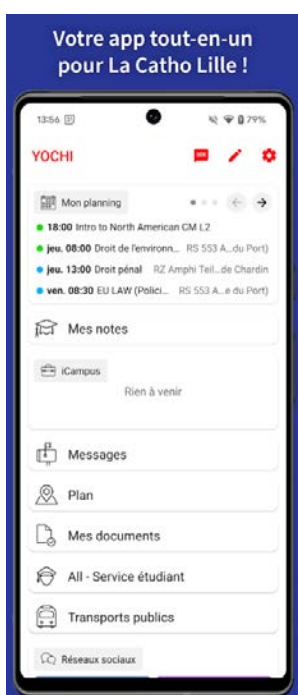 Votre app tout-en-un
pour La Catho Lille !
13:56 79%
YOCHI
Mon planning
18:00 Intro to North American CM L2
jeu. 08:00 Droit de l'environn... RS 553 A...du Port)
jeu. 13:00 Droit pénal RZ Amphi Teil...de Chardin
ven. 08:30 EU LAW (Polici... RS 553 A...e du Port)
Mes notes
iCampus
Rien à venir
Messages
Plan
Mes documents
All - Service étudiant
Transports publics
Réseaux sociaux